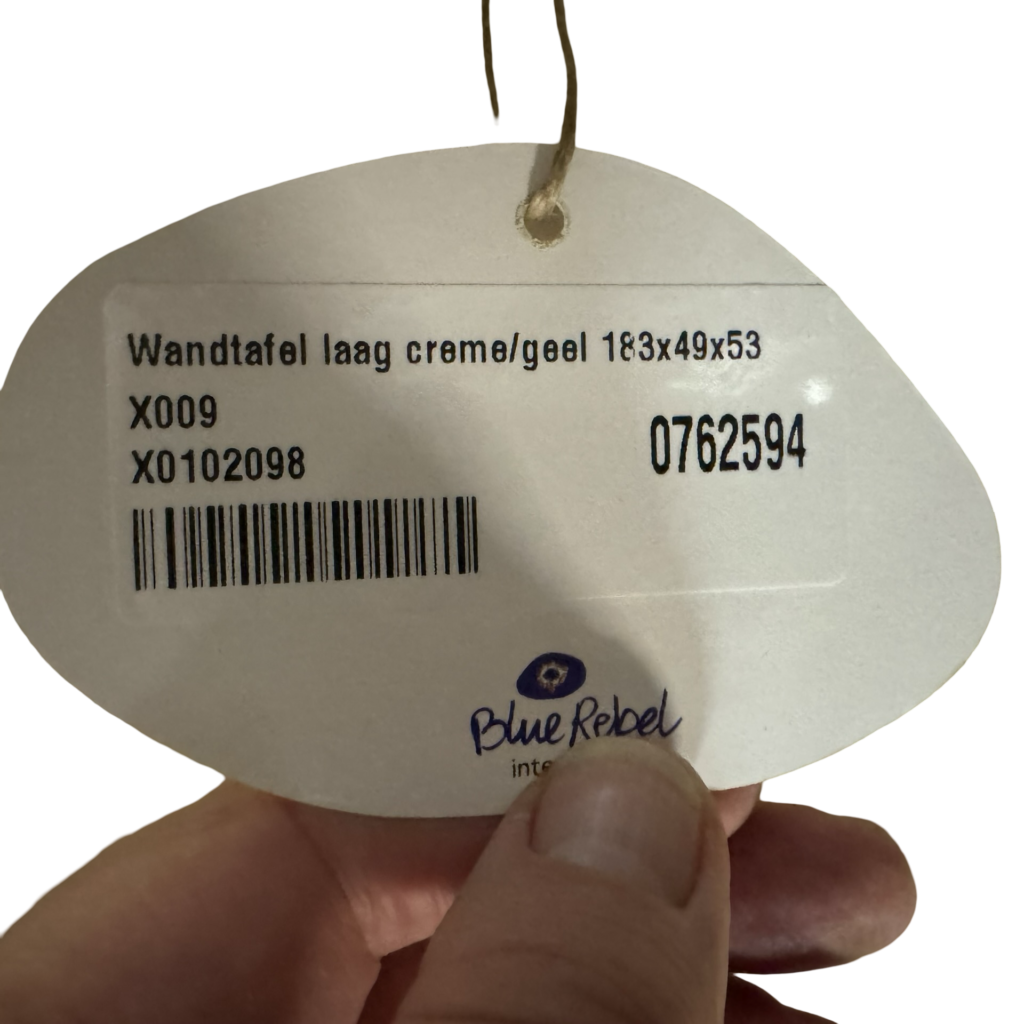 Wandtafel laag creme/geel 183x49x53
X009
0762594
X0102098
Blue Rebel